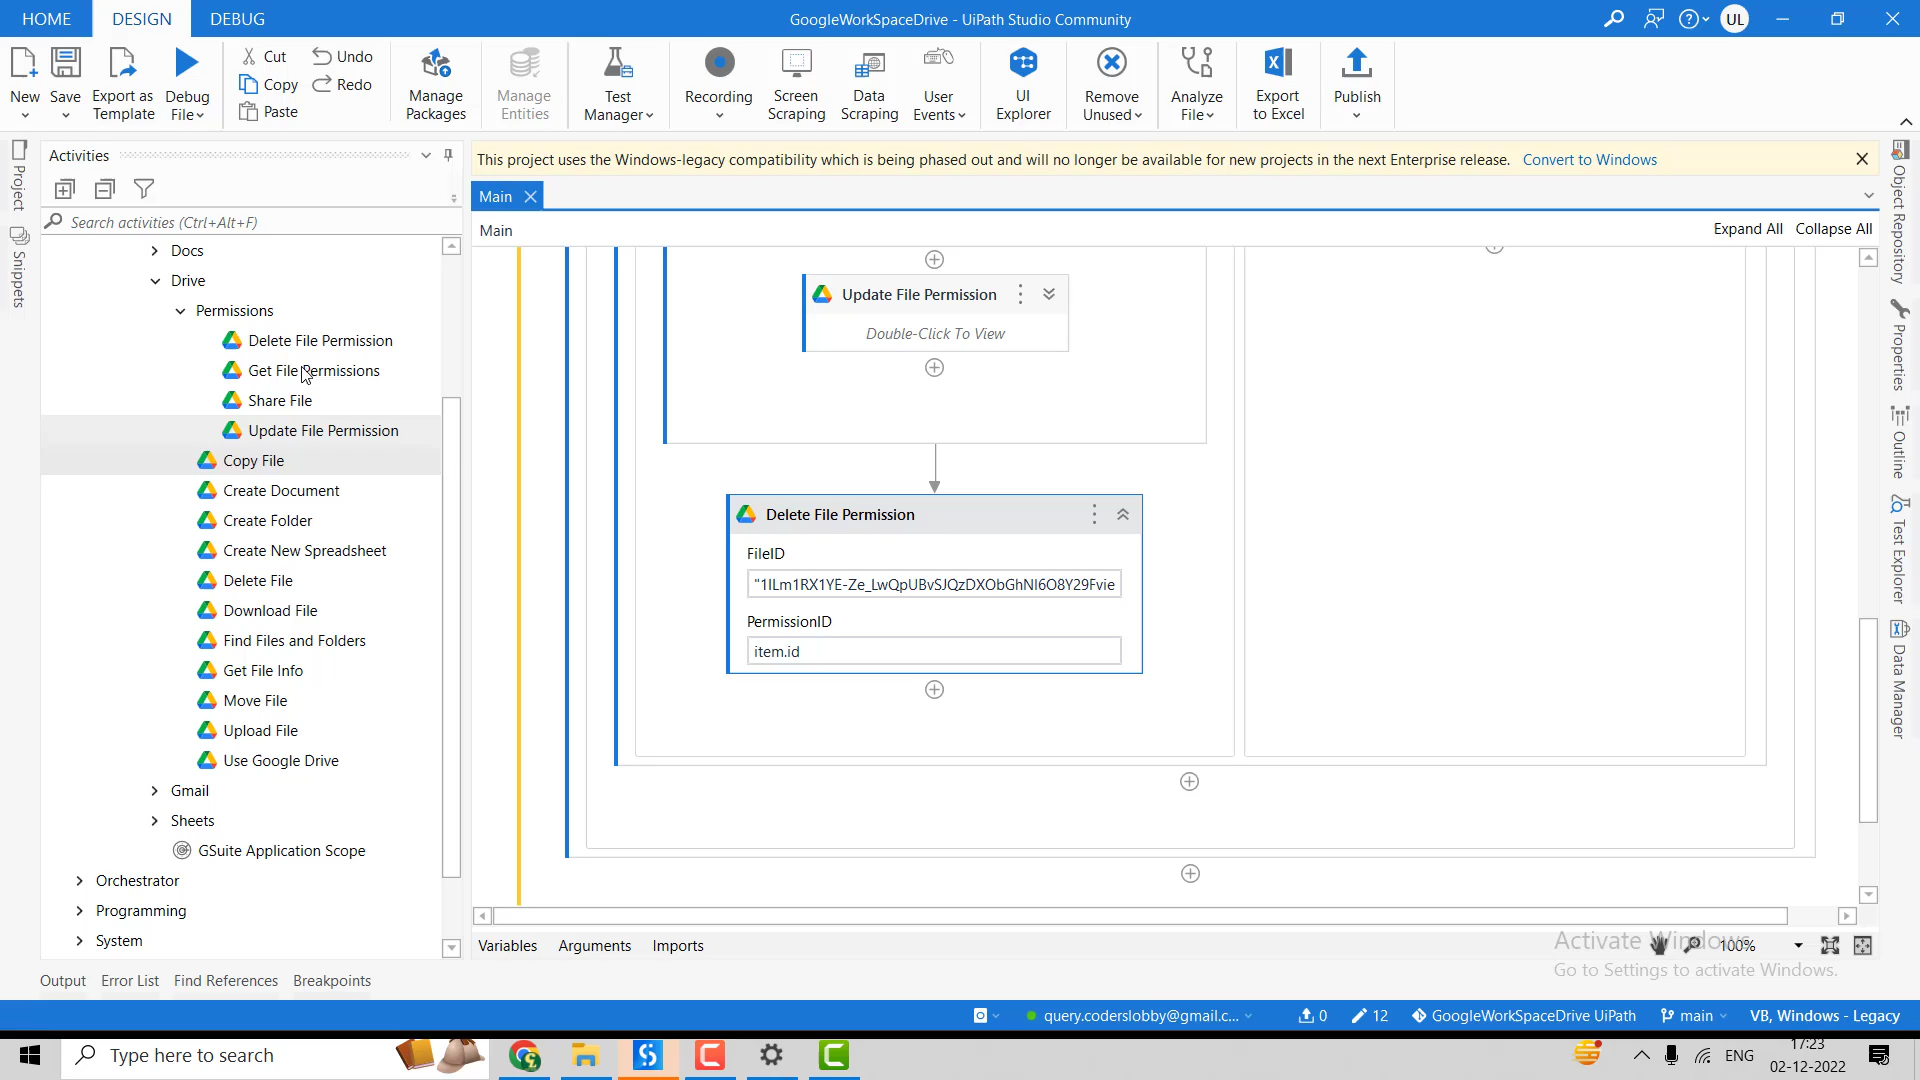 HOME DESIGN DEBUG
GoogleWorkSpaceDrive - UiPath Studio Community
UL
New
Save
Export as
Template
Debug
File
Cut
Copy
Paste
Undo
Redo
Manage
Packages
Manage
Entities
Test
Manager
Recording
Screen
Scraping
Data
Scraping
User
Events
UI
Explorer
Remove
Unused
Analyze
File
Export
to Excel
Publish
Project
Snippets
Activities
Search activities (Ctrl+Alt+F)
Docs
Drive
Permissions
Delete File Permission
Get File Permissions
Share File
Update File Permission
Copy File
Create Document
Create Folder
Create New Spreadsheet
Delete File
Download File
Find Files and Folders
Get File Info
Move File
Upload File
Use Google Drive
Gmail
Sheets
GSuite Application Scope
Orchestrator
Programming
System
This project uses the Windows-legacy compatibility which is being phased out and will no longer be available for new projects in the next Enterprise release. Convert to Windows
Main
Main
Expand All Collapse All
Update File Permission
Double-Click To View
Delete File Permission
FileID
"1ILm1RX1YE-Ze_LwQpUBvSJQzDXObGhNI6O8Y29Fvie
PermissionID
item.id
Object Repository
Properties
Outline
Test Explorer
Data Manager
Variables Arguments Imports
100%
Activate Windows
Go to Settings to activate Windows.
Output Error List Find References Breakpoints
query.coderslobby@gmail.c...
0
12
GoogleWorkSpaceDrive UiPath
main
VB, Windows - Legacy
Type here to search
ENG
17:23
02-12-2022